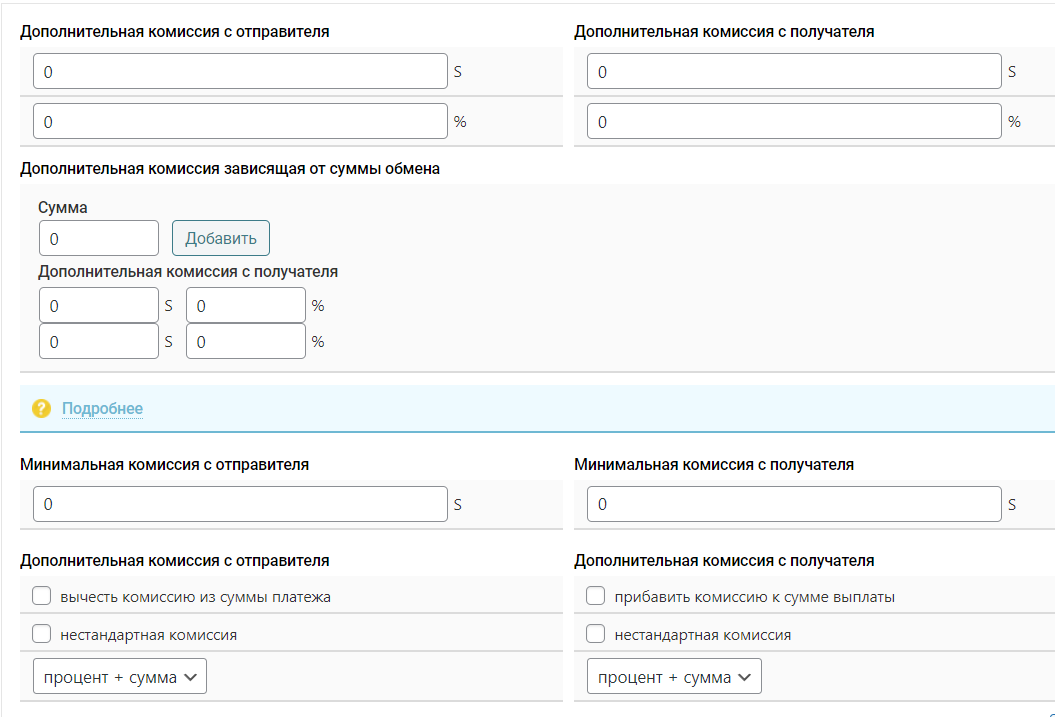 Дополнительная комиссия с отправителя
Дополнительная комиссия с получателя
0 S
0 S
0 %
0 %
Дополнительная комиссия зависящая от суммы обмена
Сумма
0 Добавить
Дополнительная комиссия с получателя
0 S 0 %
0 S 0 %
? Подробнее
Минимальная комиссия с отправителя
Минимальная комиссия с получателя
0 S
0 S
Дополнительная комиссия с отправителя
Дополнительная комиссия с получателя
вычесть комиссию из суммы платежа
прибавить комиссию к сумме выплаты
нестандартная комиссия
нестандартная комиссия
процент + сумма
процент + сумма